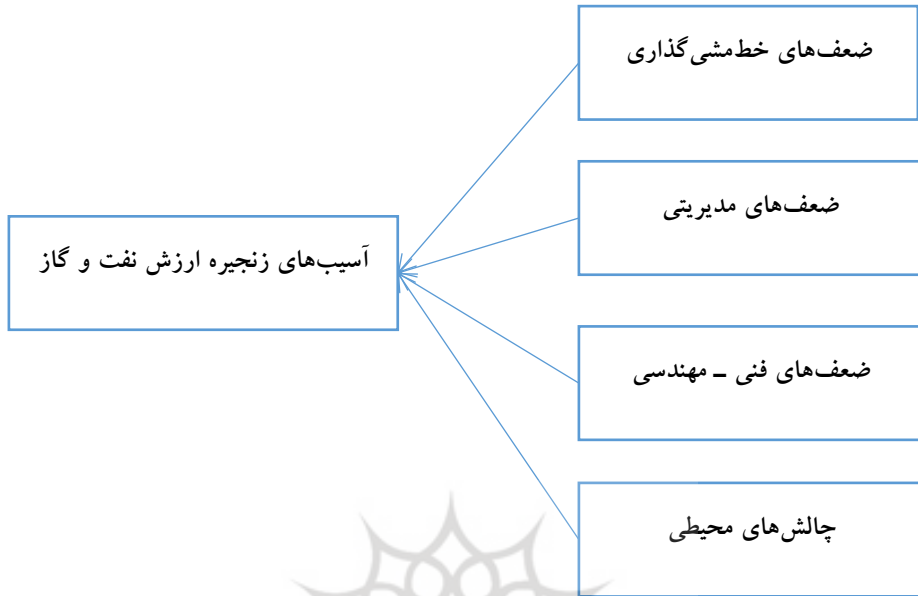 ضعف‌های خط‌مشی‌گذاری
ضعف‌های مدیریتی
آسیب‌های زنجیره ارزش نفت و گاز
ضعف‌های فنی ـ مهندسی
چالش‌های محیطی